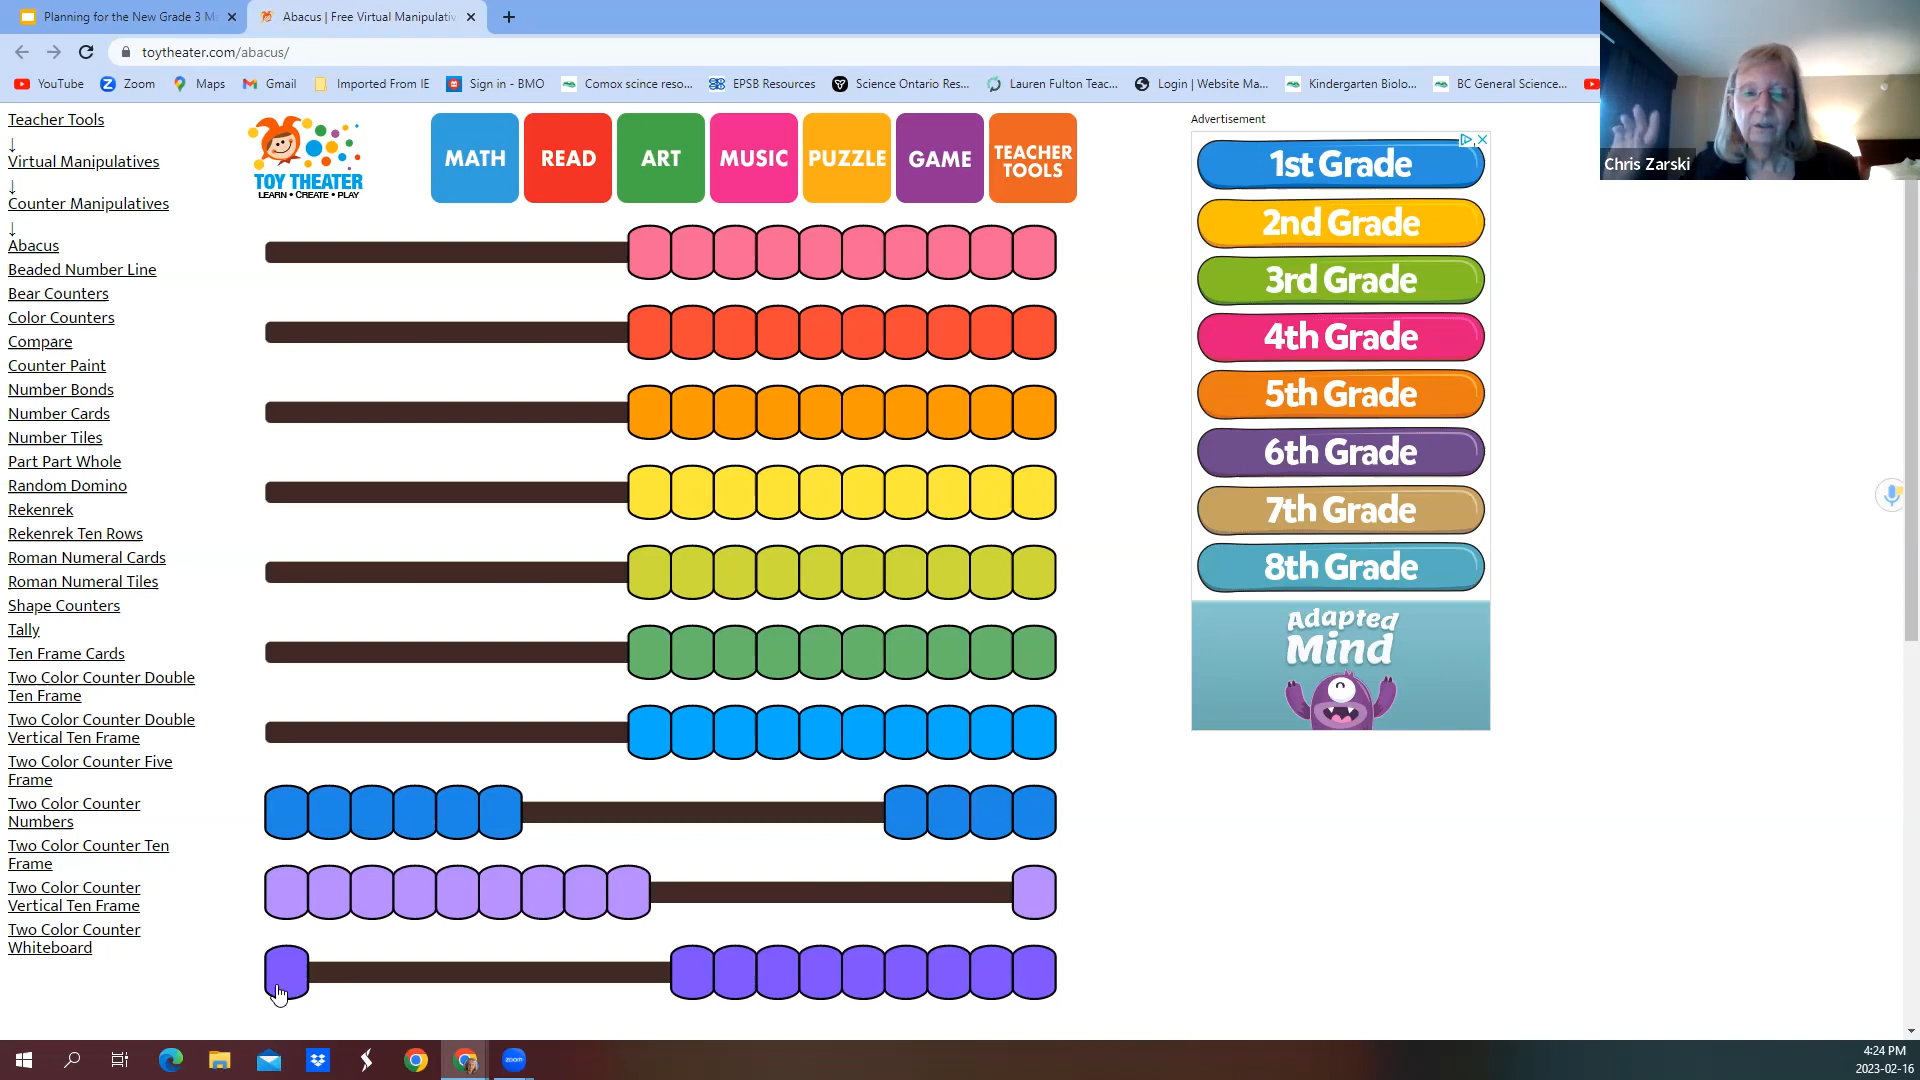 Planning for the New Grade 3 M
Abacus | Free Virtual Manipulativ
toytheater.com/abacus/
YouTube
Zoom
Maps
Gmail
Imported From IE
Sign in - BMO
Comox scince reso...
EPSB Resources
Science Ontario Res...
Lauren Fulton Teac...
Login | Website Ma...
Kindergarten Biolo...
BC General Science...
Chris Zarski
Teacher Tools
↓
Virtual Manipulatives
↓
Counter Manipulatives
↓
Abacus
Beaded Number Line
Bear Counters
Color Counters
Compare
Counter Paint
Number Bonds
Number Cards
Number Tiles
Part Part Whole
Random Domino
Rekenrek
Rekenrek Ten Rows
Roman Numeral Cards
Roman Numeral Tiles
Shape Counters
Tally
Ten Frame Cards
Two Color Counter Double
Ten Frame
Two Color Counter Double
Vertical Ten Frame
Two Color Counter Five
Frame
Two Color Counter
Numbers
Two Color Counter Ten
Frame
Two Color Counter
Vertical Ten Frame
Two Color Counter
Whiteboard
TOY THEATER
LEARN • CREATE • PLAY
MATH
READ
ART
MUSIC
PUZZLE
GAME
TEACHER
TOOLS
Advertisement
1st Grade
2nd Grade
3rd Grade
4th Grade
5th Grade
6th Grade
7th Grade
8th Grade
Adapted
Mind
zoom
4:24 PM
2023-02-16